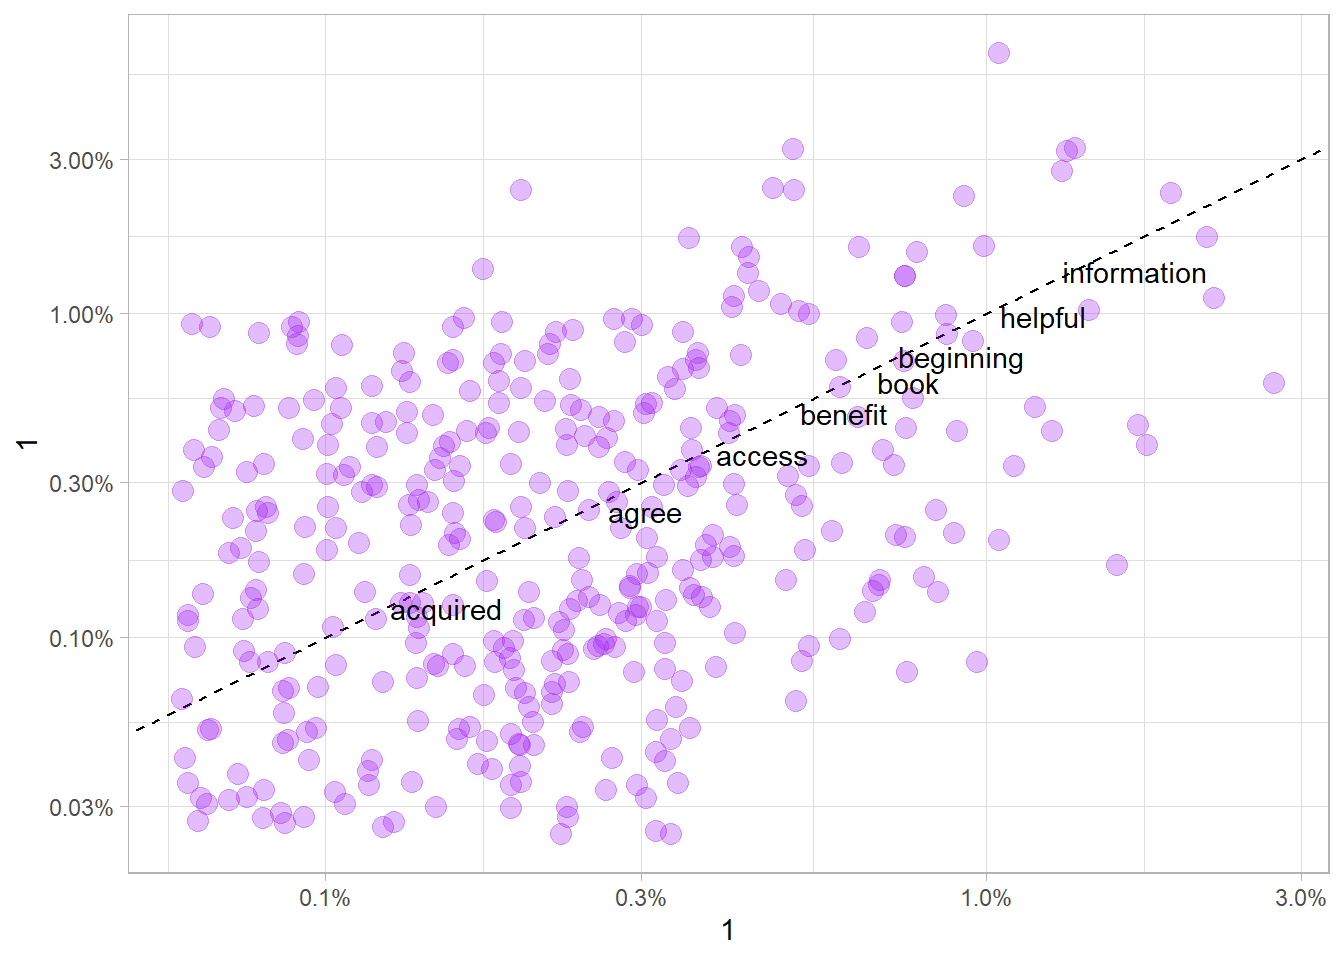 3.00%
1.00%
0.30%
0.10%
0.03%
1
information
helpful
beginning
book
benefit
access
agree
acquired
0.1%
0.3%
1.0%
3.0%
1